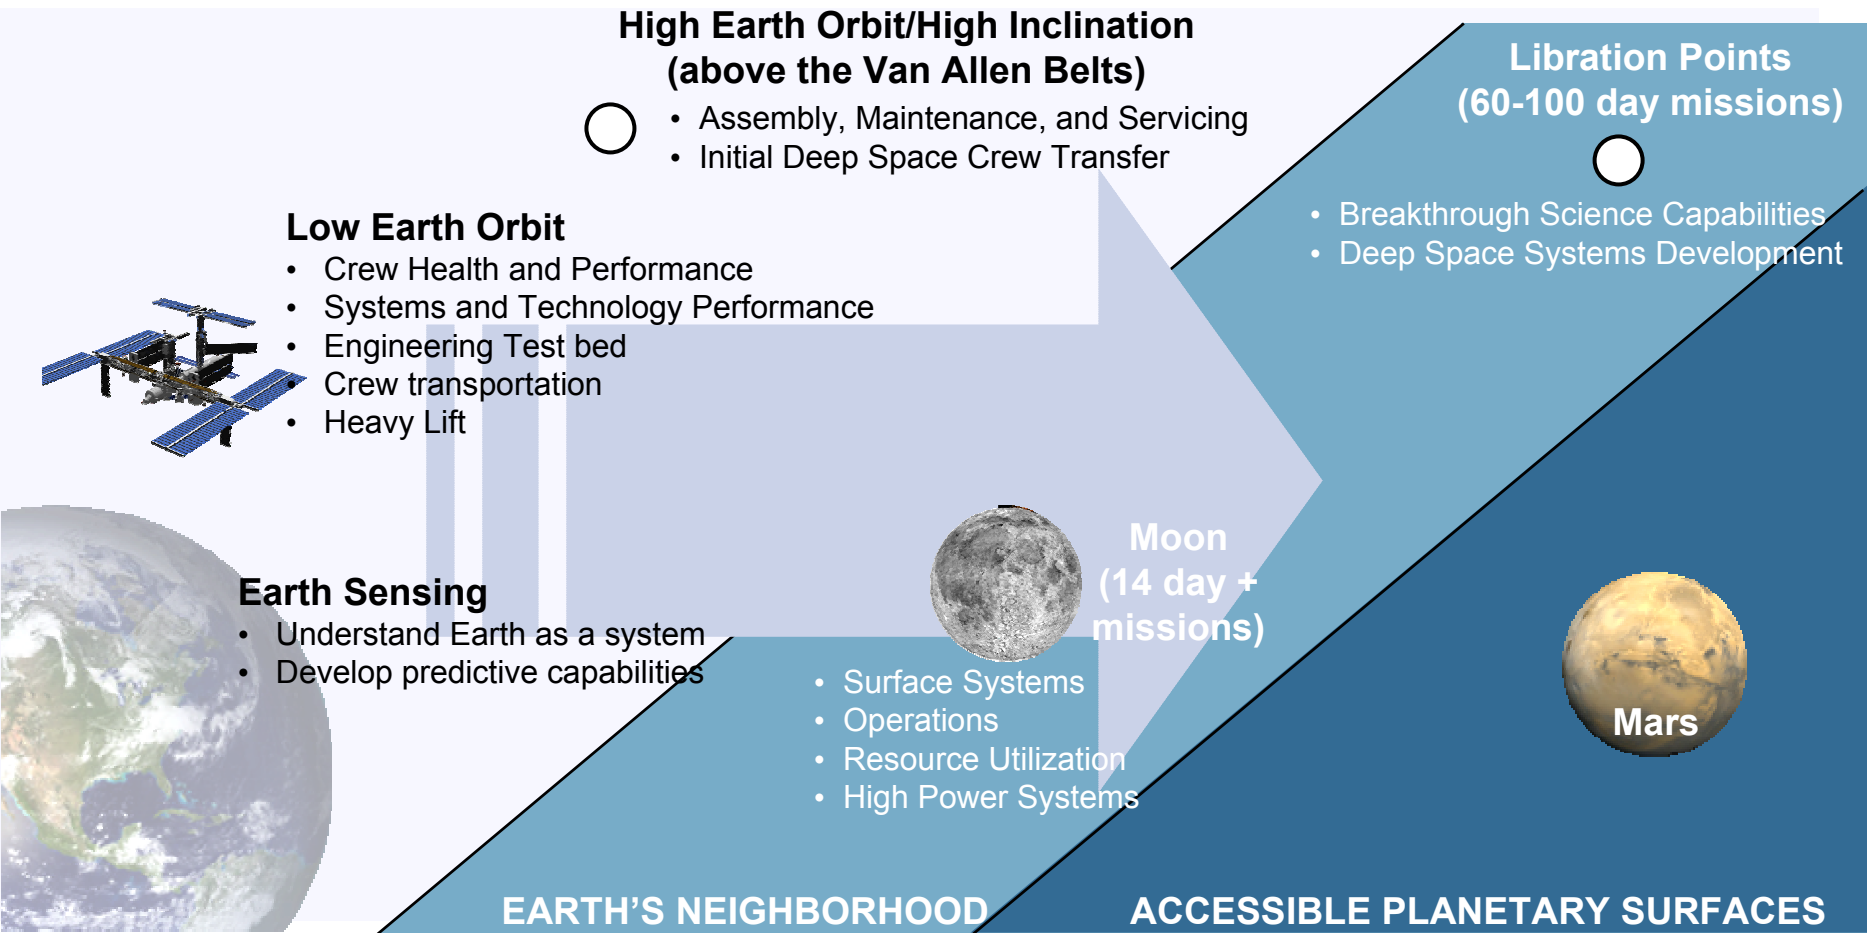 High Earth Orbit/High Inclination
(above the Van Allen Belts)
• Assembly, Maintenance, and Servicing
• Initial Deep Space Crew Transfer
Libration Points
(60-100 day missions)
• Breakthrough Science Capabilities
• Deep Space Systems Development
Low Earth Orbit
• Crew Health and Performance
• Systems and Technology Performance
• Engineering Test bed
• Crew transportation
• Heavy Lift
Earth Sensing
• Understand Earth as a system
• Develop predictive capabilities
Moon
(14 day +
missions)
• Surface Systems
• Operations
• Resource Utilization
• High Power Systems
Mars
EARTH’S NEIGHBORHOOD
ACCESSIBLE PLANETARY SURFACES